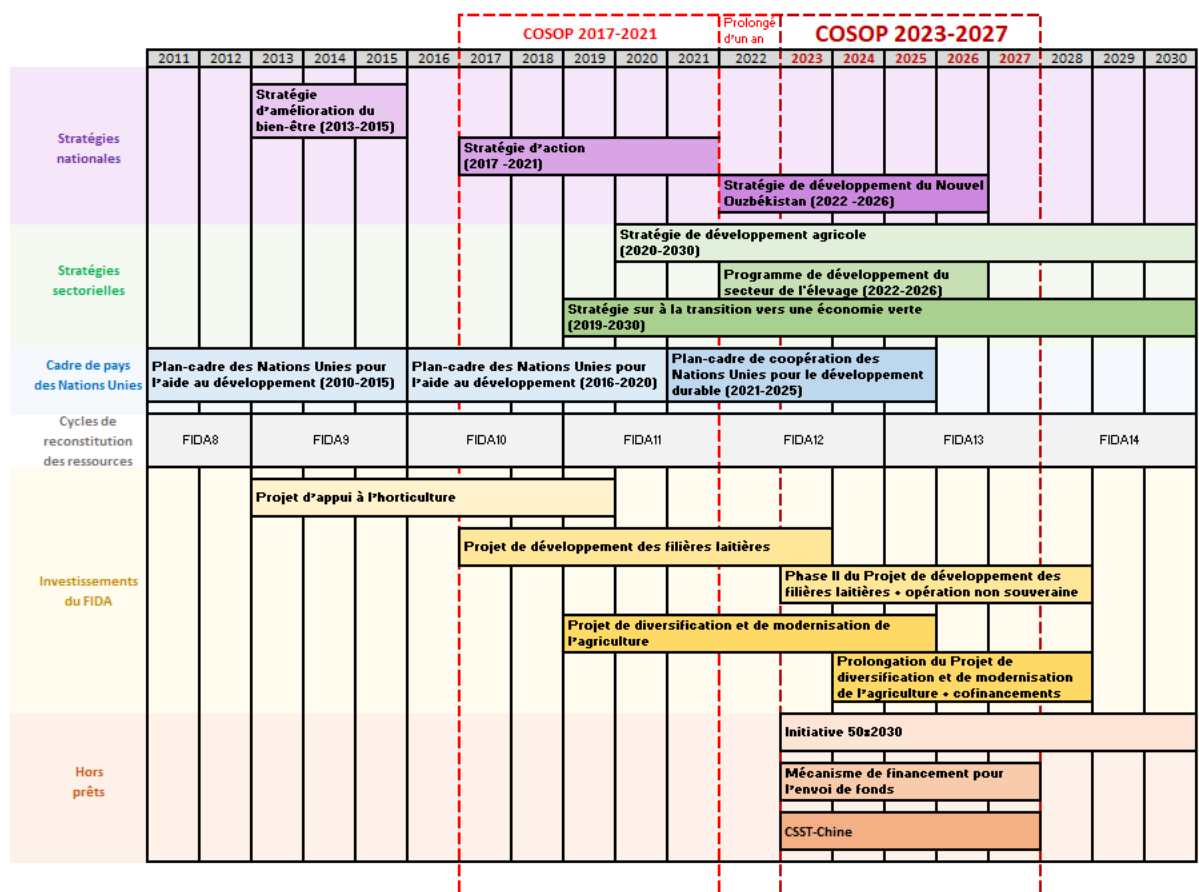 COSOP 2017-2021
Prolongé
d'un an
COSOP 2023-2027
2011 2012 2013 2014 2015 2016 2017 2018 2019 2020 2021 2022 2023 2024 2025 2026 2027 2028 2029 2030
Stratégies
nationales
Stratégie
d'amélioration du
bien-être (2013-2015)
Stratégie d'action
(2017 -2021)
Stratégie de développement du Nouvel
Ouzbékistan (2022 -2026)
Stratégies
sectorielles
Stratégie de développement agricole
(2020-2030)
Programme de développement du
secteur de l'élevage (2022-2026)
Stratégie sur à la transition vers une économie verte
(2019-2030)
Cadre de pays
des Nations Unies
Plan-cadre des Nations Unies pour
l'aide au développement (2010-2015)
Plan-cadre des Nations Unies pour
l'aide au développement (2016-2020)
Plan-cadre de coopération des
Nations Unies pour le développement
durable (2021-2025)
Cycles de
reconstitution
des ressources
FIDA8 FIDA9 FIDA10 FIDA11 FIDA12 FIDA13 FIDA14
Investissements
du FIDA
Projet d'appui à l'horticulture
Projet de développement des filières laitières
Phase II du Projet de développement des
filières laitières + opération non souveraine
Projet de diversification et de modernisation de
l'agriculture
Prolongation du Projet de
diversification et de modernisation
de l'agriculture + cofinancements
Hors
prêts
Initiative 50x2030
Mécanisme de financement pour
l'envoi de fonds
CSST-Chine